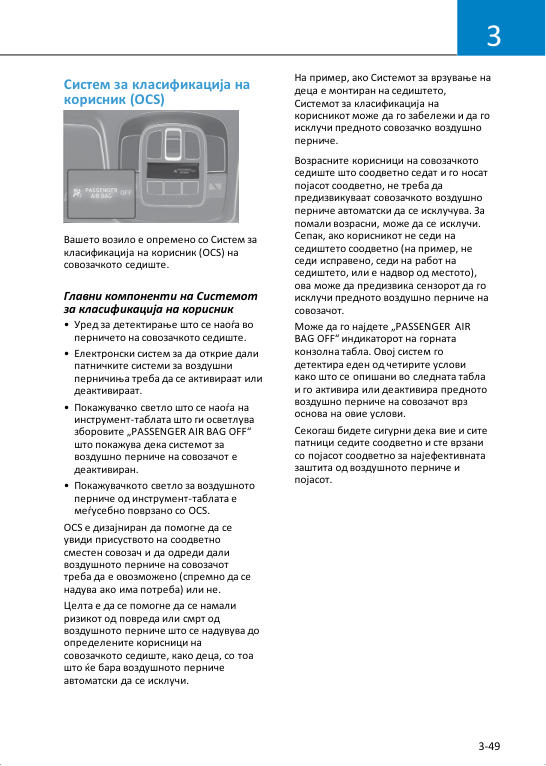 3
Систем за класификација на
корисник (OCS)
PASSENGER
AIR BAG
OFF
Вашето возило е опремено со Систем за
класификација на корисник (OCS) на
совозачкото седиште.
Главни компоненти на Системот
за класификација на корисник
• Уред за детектирање што се наоѓа во
перничето на совозачкото седиште.
• Електронски систем за да открие дали
патничките системи за воздушни
перничиња треба да се активираат или
деактивираат.
• Покажувачко светло што се наоѓа на
инструмент-таблата што ги осветлува
зборовите „PASSENGER AIR BAG OFF“
што покажува дека системот за
воздушно перниче на совозачот е
деактивиран.
• Покажувачкото светло за воздушното
перниче од инструмент-таблата е
меѓусебно поврзано со OCS.
OCS е дизајниран да помогне да се
увиди присуството на соодветно
сместен совозач и да одреди дали
воздушното перниче на совозачот
треба да е овозможено (спремно да се
надува ако има потреба) или не.
Целта е да се помогне да се намали
ризикот од повреда или смрт од
воздушното перниче што се надувува до
определените корисници на
совозачкото седиште, како деца, со тоа
што ќе бара воздушното перниче
автоматски да се исклучи.
На пример, ако Системот за врзување на
деца е монтиран на седиштето,
Системот за класификација на
корисникот може да го забележи и да го
исклучи предното совозачко воздушно
перниче.
Возрасните корисници на совозачкото
седиште што соодветно седат и го носат
појасот соодветно, не треба да
предизвикуваат совозачкото воздушно
перниче автоматски да се исклучува. За
помали возрасни, може да се исклучи.
Сепак, ако корисникот не седи на
седиштето соодветно (на пример, не
седи исправено, седи на работ на
седиштето, или е надвор од местото),
ова може да предизвика сензорот да го
исклучи предното воздушно перниче на
совозачот.
Може да го најдете „PASSENGER AIR
BAG OFF“ индикаторот на горната
конзолна табла. Овој систем го
детектира еден од четирите услови
како што се опишани во следната табла
и го активира или деактивира предното
воздушно перниче на совозачот врз
основа на овие услови.
Секогаш бидете сигурни дека вие и сите
патници седите соодветно и сте врзани
со појасот соодветно за најефективната
заштита од воздушното перниче и
појасот.
3-49